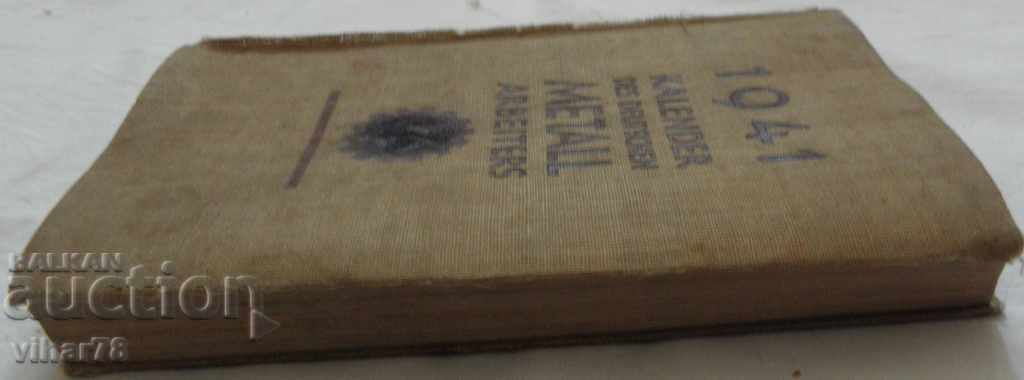 1941
KALENDER
DES DEUTSCHEN
METALL
ARBEITERS
BALKAN
auction
vihar78